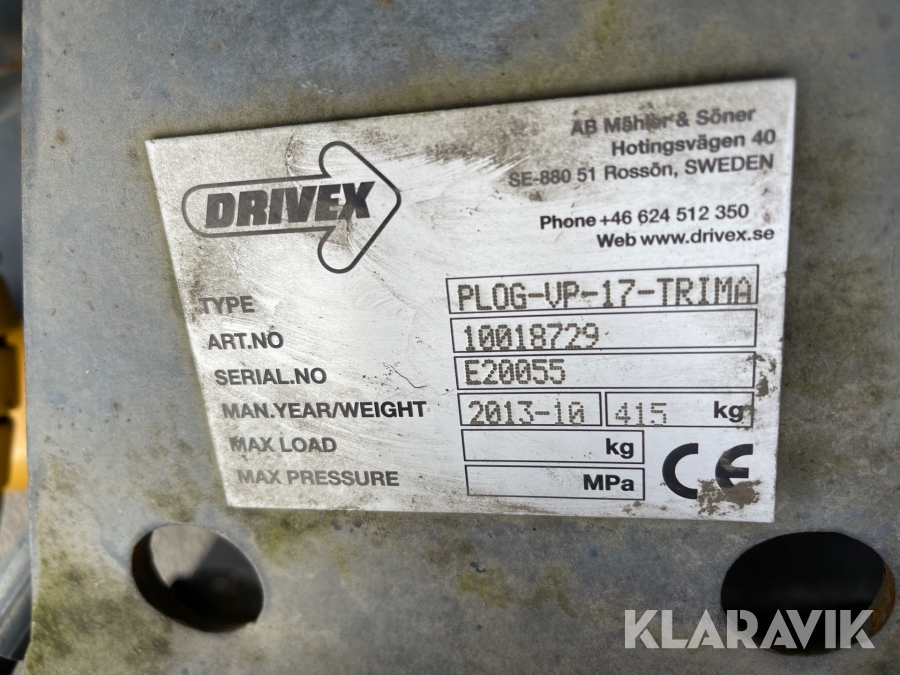 DRIVEX
AB Mähler & Söner
Hotingsvägen 40
SE-880 51 Rossön, SWEDEN
Phone +46 624 512 350
Web www.drivex.se
TYPE PLOG-VP-17-TRIMA
ART.NO 10018729
SERIAL.NO E20055
MAN.YEAR/WEIGHT 2013-10 415 kg
MAX LOAD kg
MAX PRESSURE MPa
CE
KLARAVIK